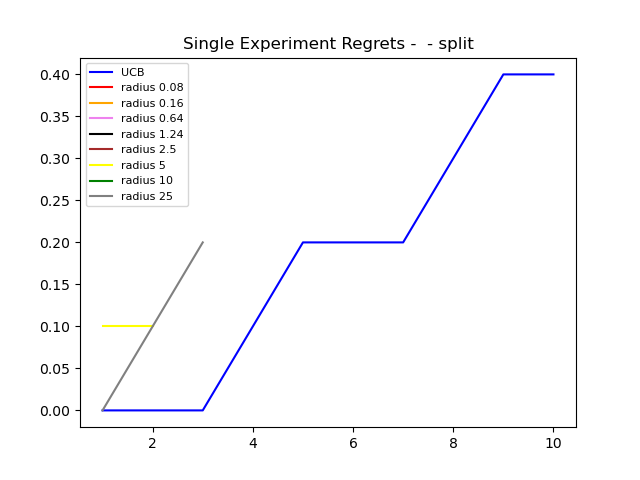 Single Experiment Regrets -  - split
0.40
0.35
0.30
0.25
0.20
0.15
0.10
0.05
0.00
UCB
radius 0.08
radius 0.16
radius 0.64
radius 1.24
radius 2.5
radius 5
radius 10
radius 25
2 4 6 8 10